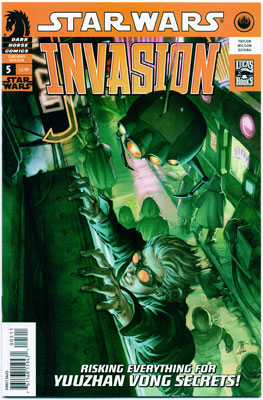 STAR WARS
INVASION
DARK
HORSE
COMICS
5
STAR
WARS
TAYLOR
WILSON
LUCAS
BOOKS
RISKING EVERYTHING FOR
YUUZHAN VONG SECRETS!
00511